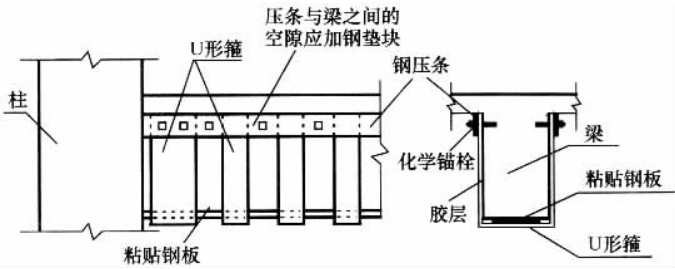 压条与梁之间的
空隙应加钢垫块
U形箍
钢压条
柱
化学锚栓
梁
粘贴钢板
胶层
粘贴钢板
U形箍